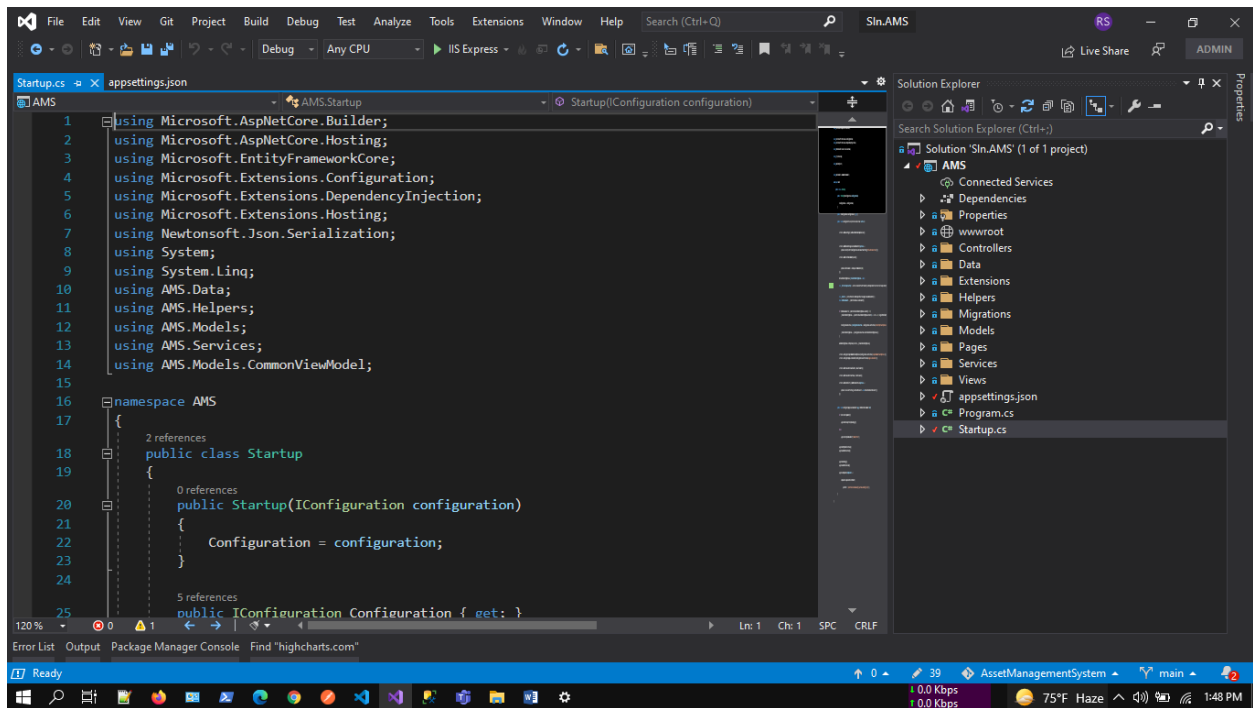 File Edit View Git Project Build Debug Test Analyze Tools Extensions Window Help Search (Ctrl+Q) SIn.AMS RS
Debug Any CPU IIS Express Live Share ADMIN
Startup.cs appsettings.json
AMS AMS.Startup Startup(IConfiguration configuration)
1 using Microsoft.AspNetCore.Builder;
2 using Microsoft.AspNetCore.Hosting;
3 using Microsoft.EntityFrameworkCore;
4 using Microsoft.Extensions.Configuration;
5 using Microsoft.Extensions.DependencyInjection;
6 using Microsoft.Extensions.Hosting;
7 using Newtonsoft.Json.Serialization;
8 using System;
9 using System.Linq;
10 using AMS.Data;
11 using AMS.Helpers;
12 using AMS.Models;
13 using AMS.Services;
14 using AMS.Models.CommonViewModel;
15
16 namespace AMS
17 {
2 references
18 public class Startup
19 {
0 references
20 public Startup(IConfiguration configuration)
21 {
22 Configuration = configuration;
23 }
24
5 references
25 public IConfiguration Configuration { get; }
120 % 0 1 Ln: 1 Ch: 1 SPC CRLF
Solution Explorer
Search Solution Explorer (Ctrl+;)
Solution 'SIn.AMS' (1 of 1 project)
AMS
Connected Services
Dependencies
Properties
wwwroot
Controllers
Data
Extensions
Helpers
Migrations
Models
Pages
Services
Views
appsettings.json
C# Program.cs
C# Startup.cs
Properties
Error List Output Package Manager Console Find "highcharts.com"
Ready 0 39 AssetManagementSystem main 2
0.0 Kbps
0.0 Kbps
75°F Haze 1:48 PM